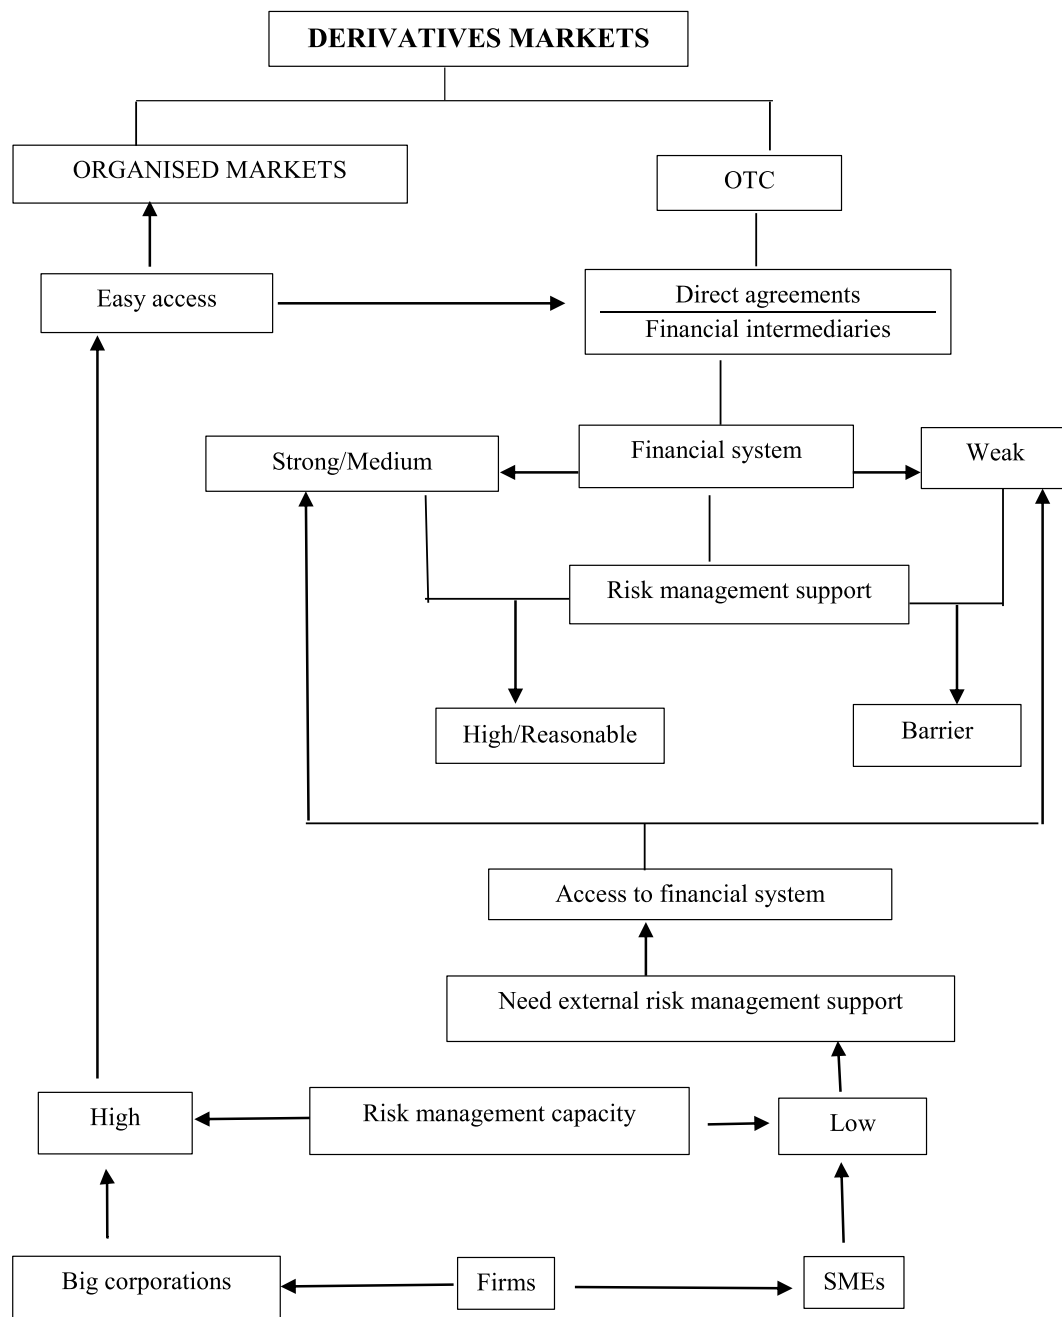 DERIVATIVES MARKETS
ORGANISED MARKETS
OTC
Easy access
Direct agreements
Financial intermediaries
Strong/Medium
Financial system
Weak
Risk management support
High/Reasonable
Barrier
Access to financial system
Need external risk management support
High
Risk management capacity
Low
Big corporations
Firms
SMEs